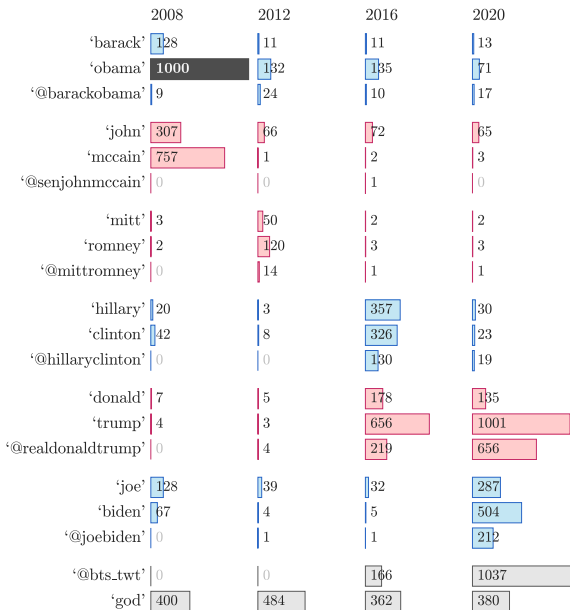 2008 2012 2016 2020
‘barack’ 128 11 11 13
‘obama’ 1000 132 135 71
‘@barackobama’ 9 24 10 17
‘john’ 307 66 72 65
‘mccain’ 757 1 2 3
‘@senjohnmccain’ 0 0 1 0
‘mitt’ 3 50 2 2
‘romney’ 2 120 3 3
‘@mittromney’ 0 14 1 1
‘hillary’ 20 3 357 30
‘clinton’ 42 8 326 23
‘@hillaryclinton’ 0 0 130 19
‘donald’ 7 5 178 135
‘trump’ 4 3 656 1001
‘@realdonaldtrump’ 0 4 219 656
‘joe’ 128 39 32 287
‘biden’ 67 4 5 504
‘@joebiden’ 0 1 1 212
‘@bts_twt’ 0 0 166 1037
‘god’ 400 484 362 380